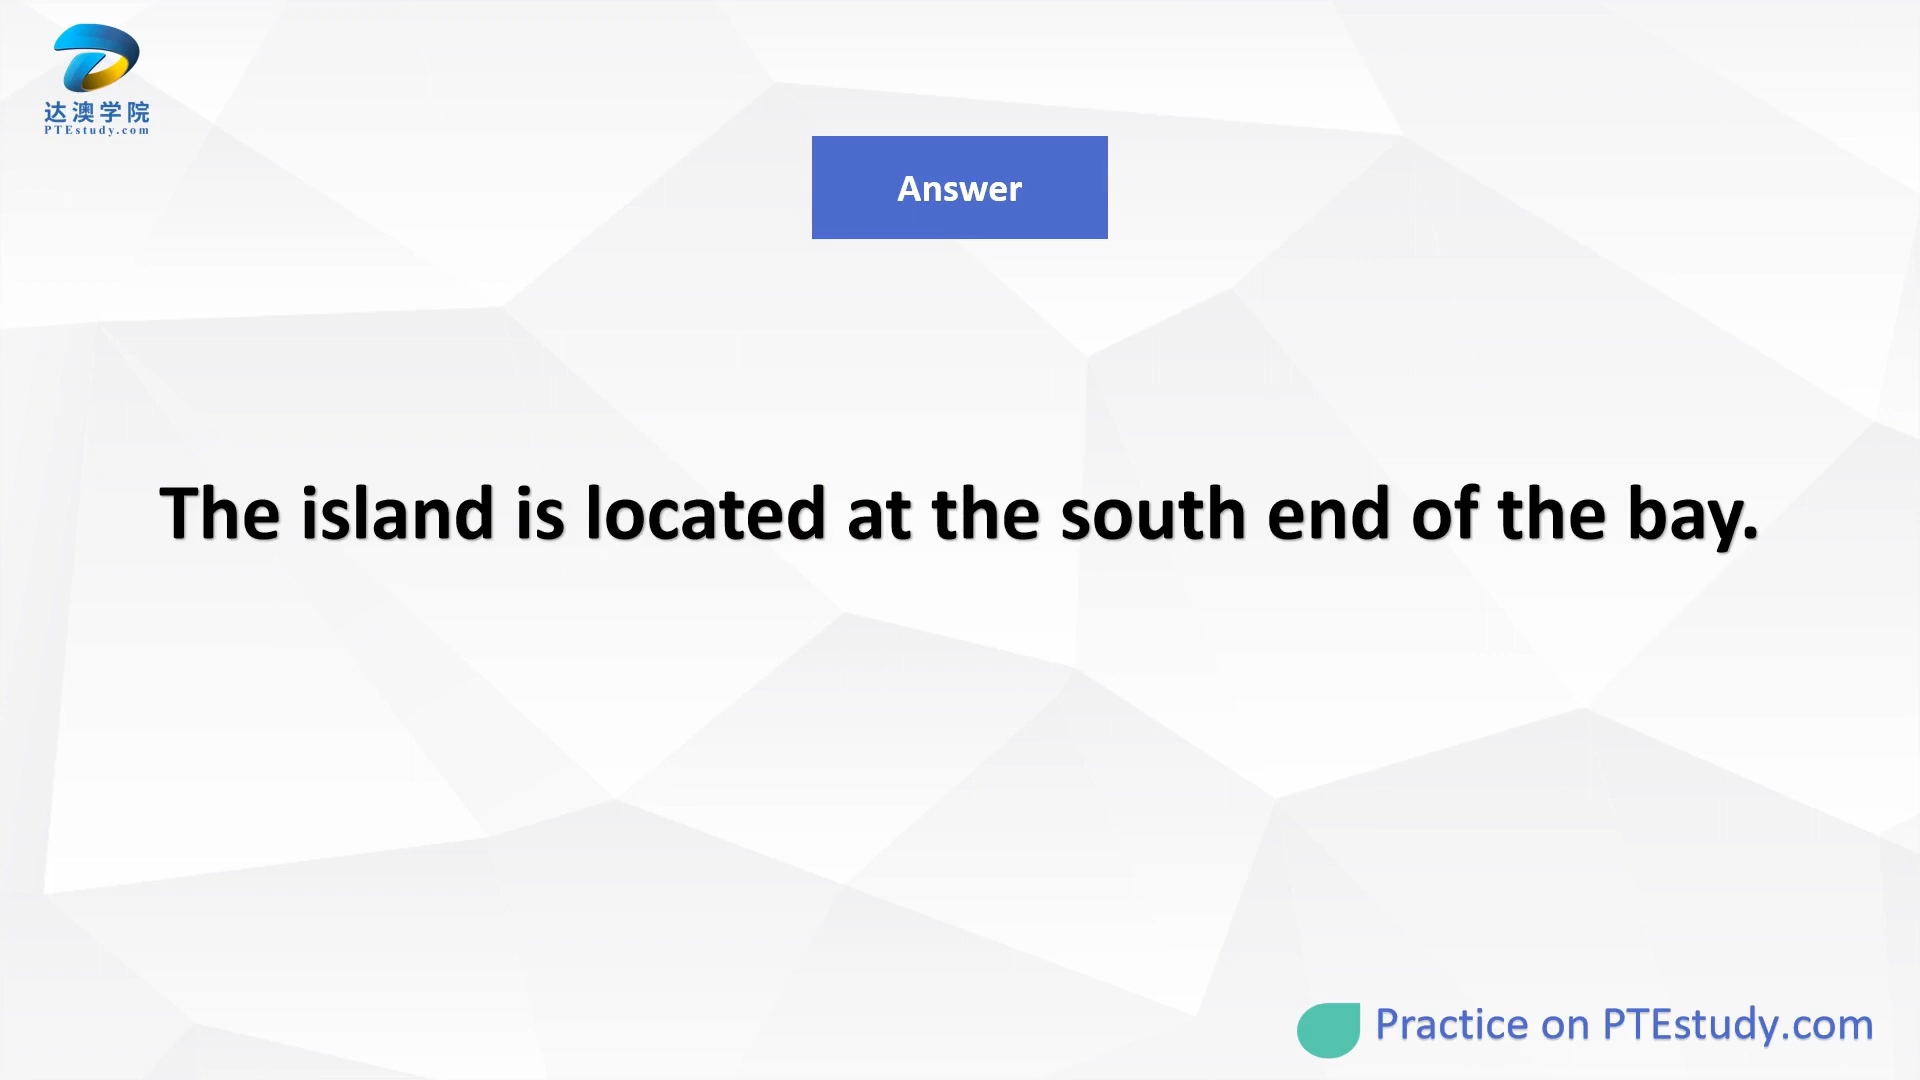 达澳学院
PTEstudy.com
Answer
The island is located at the south end of the bay.
Practice on PTEstudy.com